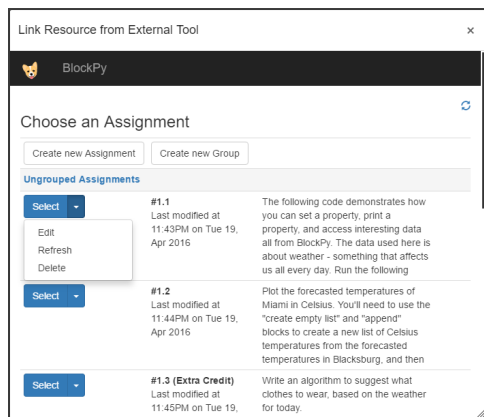 Link Resource from External Tool ×
BlockPy
Choose an Assignment
Create new Assignment Create new Group
Ungrouped Assignments
Select
Edit
Refresh
Delete
#1.1
Last modified at
11:43PM on Tue 19,
Apr 2016
The following code demonstrates how
you can set a property, print a
property, and access interesting data
all from BlockPy. The data used here is
about weather - something that affects
us all every day. Run the following
Select
#1.2
Last modified at
11:44PM on Tue 19,
Apr 2016
Plot the forecasted temperatures of
Miami in Celsius. You'll need to use the
"create empty list" and "append"
blocks to create a new list of Celsius
temperatures from the forecasted
temperatures in Blacksburg, and then
Select
#1.3 (Extra Credit)
Last modified at
11:45PM on Tue 19,
Write an algorithm to suggest what
clothes to wear, based on the weather
for today.